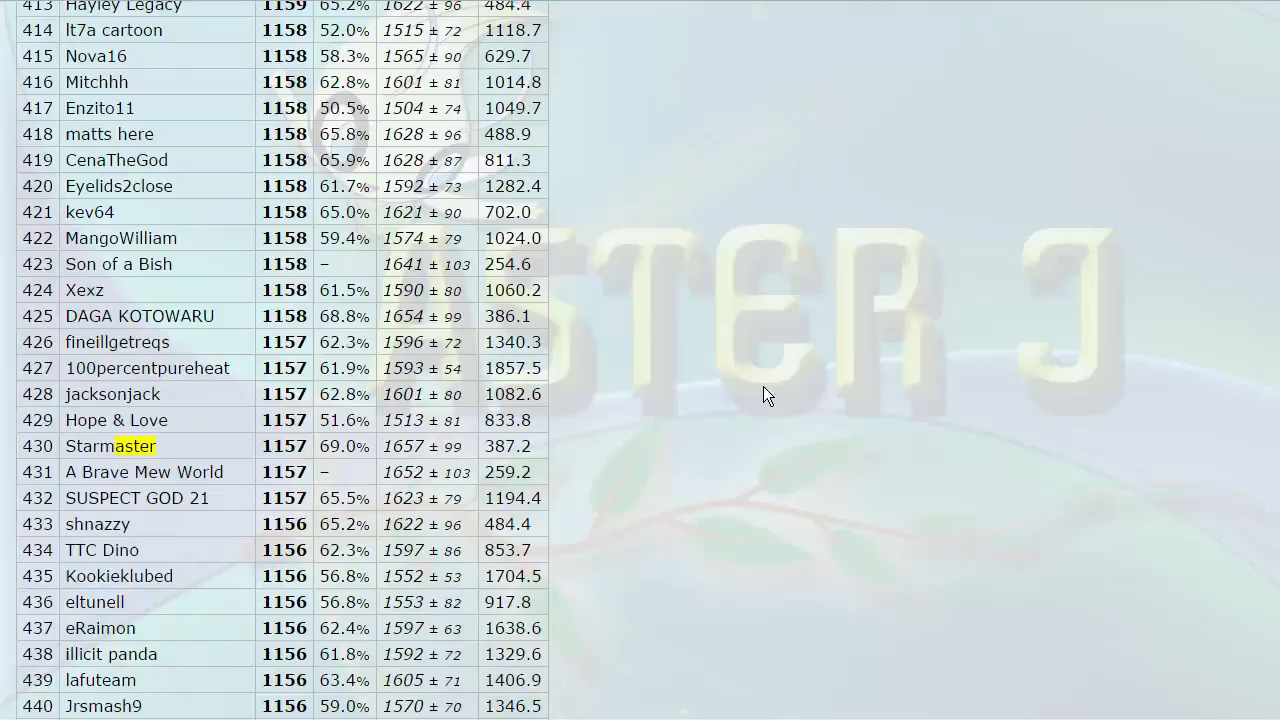 413 Hayley Legacy 1159 65.2% 1622 ± 96 484.4
414 lt7a cartoon 1158 52.0% 1515 ± 72 1118.7
415 Nova16 1158 58.3% 1565 ± 90 629.7
416 Mitchhh 1158 62.8% 1601 ± 81 1014.8
417 Enzito11 1158 50.5% 1504 ± 74 1049.7
418 matts here 1158 65.8% 1628 ± 96 488.9
419 CenaTheGod 1158 65.9% 1628 ± 87 811.3
420 Eyelids2close 1158 61.7% 1592 ± 73 1282.4
421 kev64 1158 65.0% 1621 ± 90 702.0
422 MangoWilliam 1158 59.4% 1574 ± 79 1024.0
423 Son of a Bish 1158 – 1641 ± 103 254.6
424 Xexz 1158 61.5% 1590 ± 80 1060.2
425 DAGA KOTOWARU 1158 68.8% 1654 ± 99 386.1
426 fineillgetreqs 1157 62.3% 1596 ± 72 1340.3
427 100percentpureheat 1157 61.9% 1593 ± 54 1857.5
428 jacksonjack 1157 62.8% 1601 ± 80 1082.6
429 Hope & Love 1157 51.6% 1513 ± 81 833.8
430 Starmaster 1157 69.0% 1657 ± 99 387.2
431 A Brave Mew World 1157 – 1652 ± 103 259.2
432 SUSPECT GOD 21 1157 65.5% 1623 ± 79 1194.4
433 shnazzy 1156 65.2% 1622 ± 96 484.4
434 TTC Dino 1156 62.3% 1597 ± 86 853.7
435 Kookieklubed 1156 56.8% 1552 ± 53 1704.5
436 eltunell 1156 56.8% 1553 ± 82 917.8
437 eRaimon 1156 62.4% 1597 ± 63 1638.6
438 illicit panda 1156 61.8% 1592 ± 72 1329.6
439 lafuteam 1156 63.4% 1605 ± 71 1406.9
440 Jrsmash9 1156 59.0% 1570 ± 70 1346.5
ASTER J